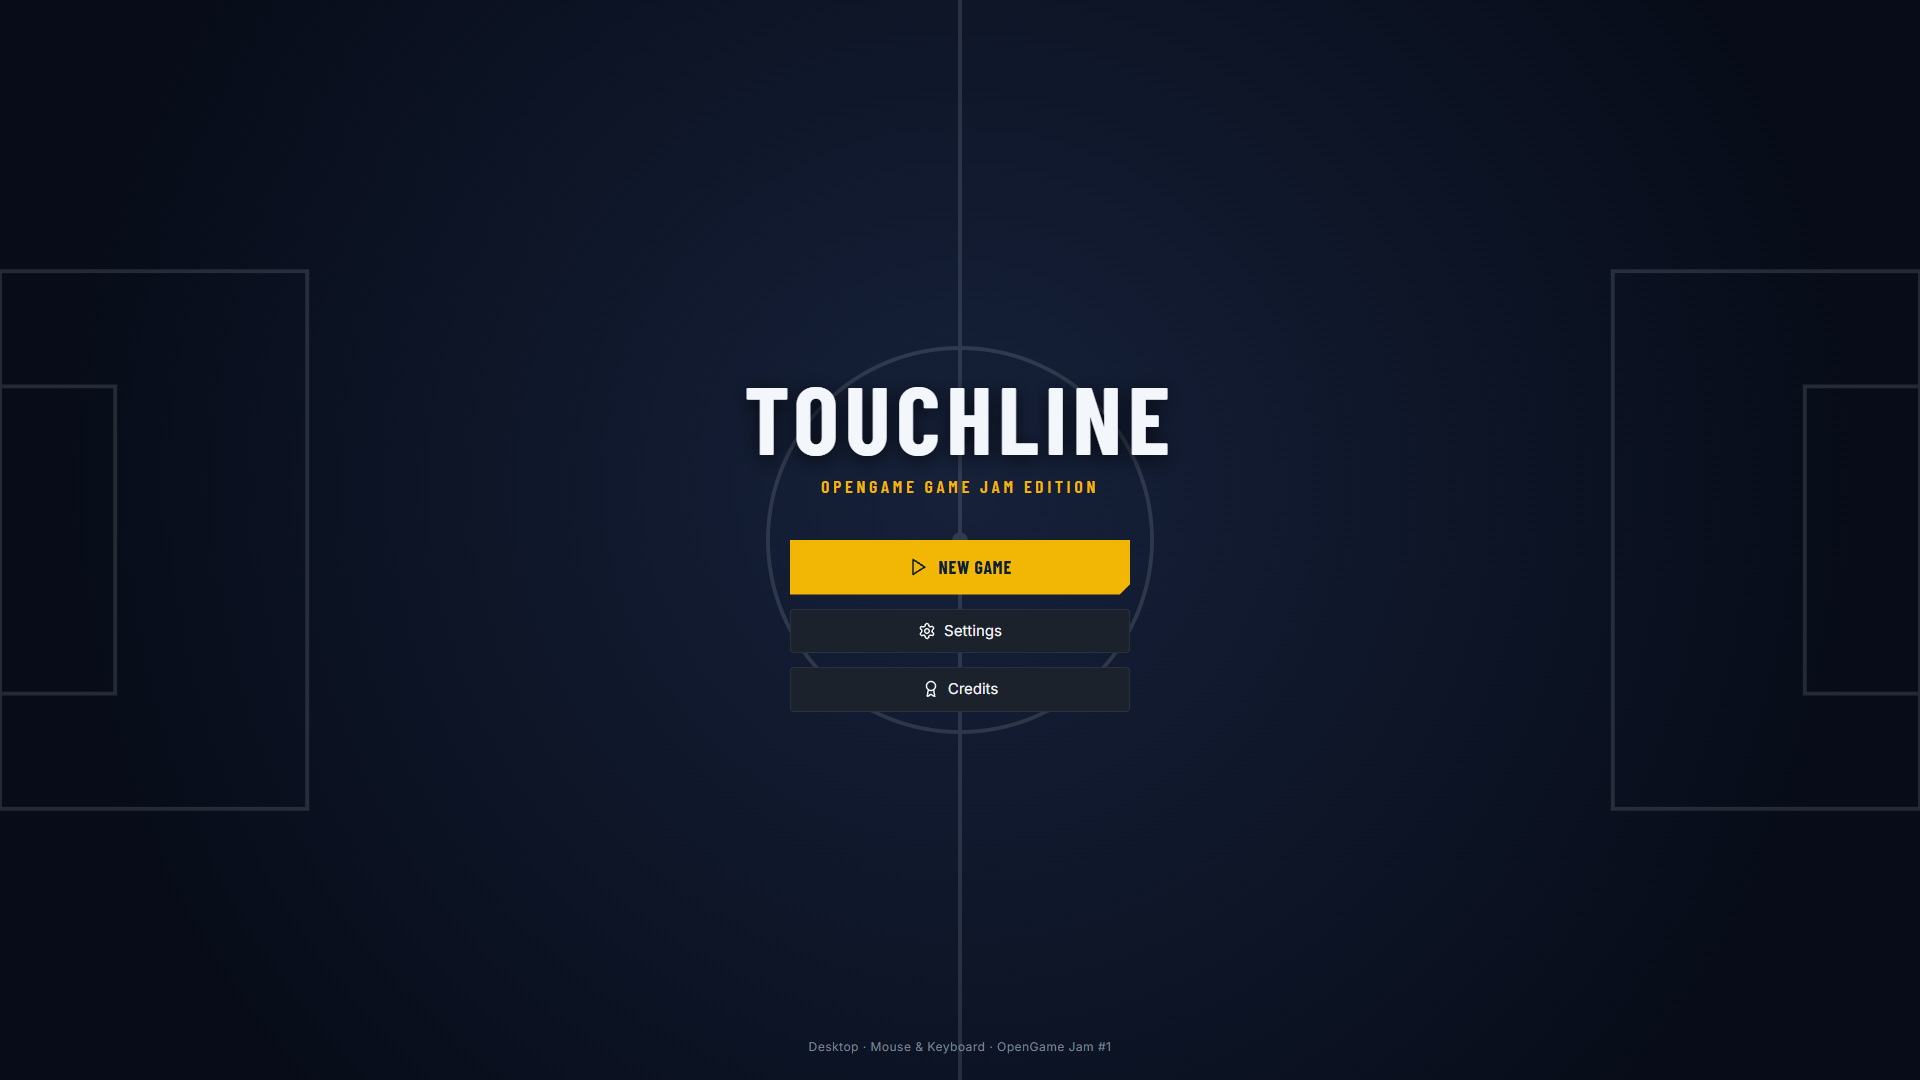 TOUCHLINE
OPENGAME GAME JAM EDITION
NEW GAME
Settings
Credits
Desktop · Mouse & Keyboard · OpenGame Jam #1